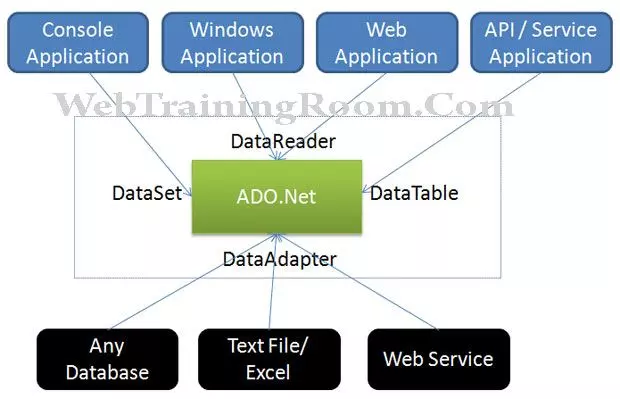 Console
Application
Windows
Application
Web
Application
API / Service
Application
WebTrainingRoom.Com
DataReader
DataSet
ADO.Net
DataTable
DataAdapter
Any
Database
Text File/
Excel
Web Service